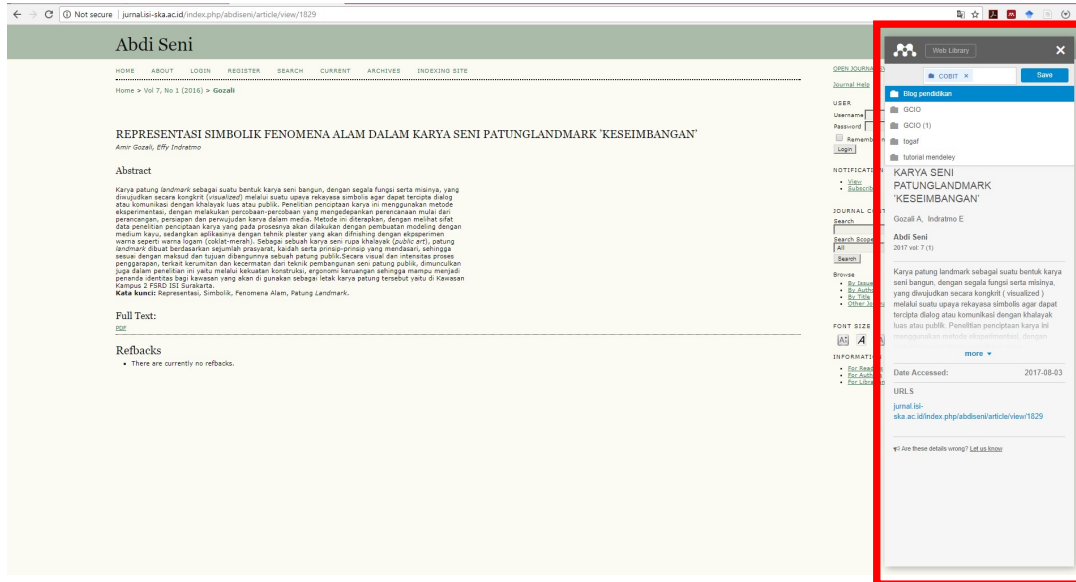 Not secure | jurnal.isi-ska.ac.id/index.php/abdiseni/article/view/1829
Abdi Seni
HOME ABOUT LOGIN REGISTER SEARCH CURRENT ARCHIVES INDEXING SITE
Home > Vol 7, No 1 (2016) > Gozali
REPRESENTASI SIMBOLIK FENOMENA ALAM DALAM KARYA SENI PATUNGLANDMARK 'KESEIMBANGAN'
Amir Gozali, Effy Indratmo
Abstract
Karya patung landmark sebagai suatu bentuk karya seni bangun, dengan segala fungsi serta misinya, yang
diwujudkan secara kongkrit (visualized) melalui suatu upaya rekayasa simbolis agar dapat tercipta dialog
atau komunikasi dengan khalayak luas atau publik. Penelitian penciptaan karya ini menggunakan metode
eksperimentasi, dengan melakukan percobaan-percobaan yang mengedepankan perencanaan mulai dari
perancangan, persiapan dan perwujudan karya dalam media. Metode ini diterapkan, dengan melihat sifat
data penelitian penciptaan karya yang pada prosesnya akan dilakukan dengan pembuatan modeling dengan
medium kayu, sedangkan aplikasinya dengan tehnik plester yang akan difnishing dengan ekpsperimen
warna seperti warna logam (coklat-merah). Sebagai sebuah karya seni rupa khalayak (public art), patung
landmark dibuat berdasarkan sejumlah prasyarat, kaidah serta prinsip-prinsip yang mendasari, sehingga
sesuai dengan maksud dan tujuan dibangunnya sebuah patung publik.Secara visual dan intensitas proses
penggarapan, terkait kerumitan dan kecermatan dari teknik pembangunan seni patung publik, dimunculkan
juga dalam penelitian ini yaitu melalui kekuatan konstruksi, ergonomi keruangan sehingga mampu menjadi
penanda identitas bagi kawasan yang akan di gunakan sebagai letak karya patung tersebut yaitu di Kawasan
Kampus 2 FSRD ISI Surakarta.
Kata kunci: Representasi, Simbolik, Fenomena Alam, Patung Landmark.
Full Text:
PDF
Refbacks
There are currently no refbacks.
OPEN JOURNAL
Journal Help
USER
Username
Password
Login
View
JOURNAL
Search
Search Scope
All
Search
Browse
By Issue
By Title
FONT SIZE
A A
Web Library
COBIT ×
Save
Blog pendidikan
GCIO
GCIO (1)
togaf
tutorial mendeley
KARYA SENI
PATUNGLANDMARK
'KESEIMBANGAN'
Gozali A, Indratmo E
Abdi Seni
2017 vol: 7 (1)
Karya patung landmark sebagai suatu bentuk karya
seni bangun, dengan segala fungsi serta misinya,
yang diwujudkan secara kongkrit ( visualized )
melalui suatu upaya rekayasa simbolis agar dapat
tercipta dialog atau komunikasi dengan khalayak
luas atau publik. Penelitian penciptaan karya ini
menggunakan metode eksperimentasi, dengan
more
Date Accessed: 2017-08-03
URLS
jurnal.isi-
ska.ac.id/index.php/abdiseni/article/view/1829
Are these details wrong? Let us know